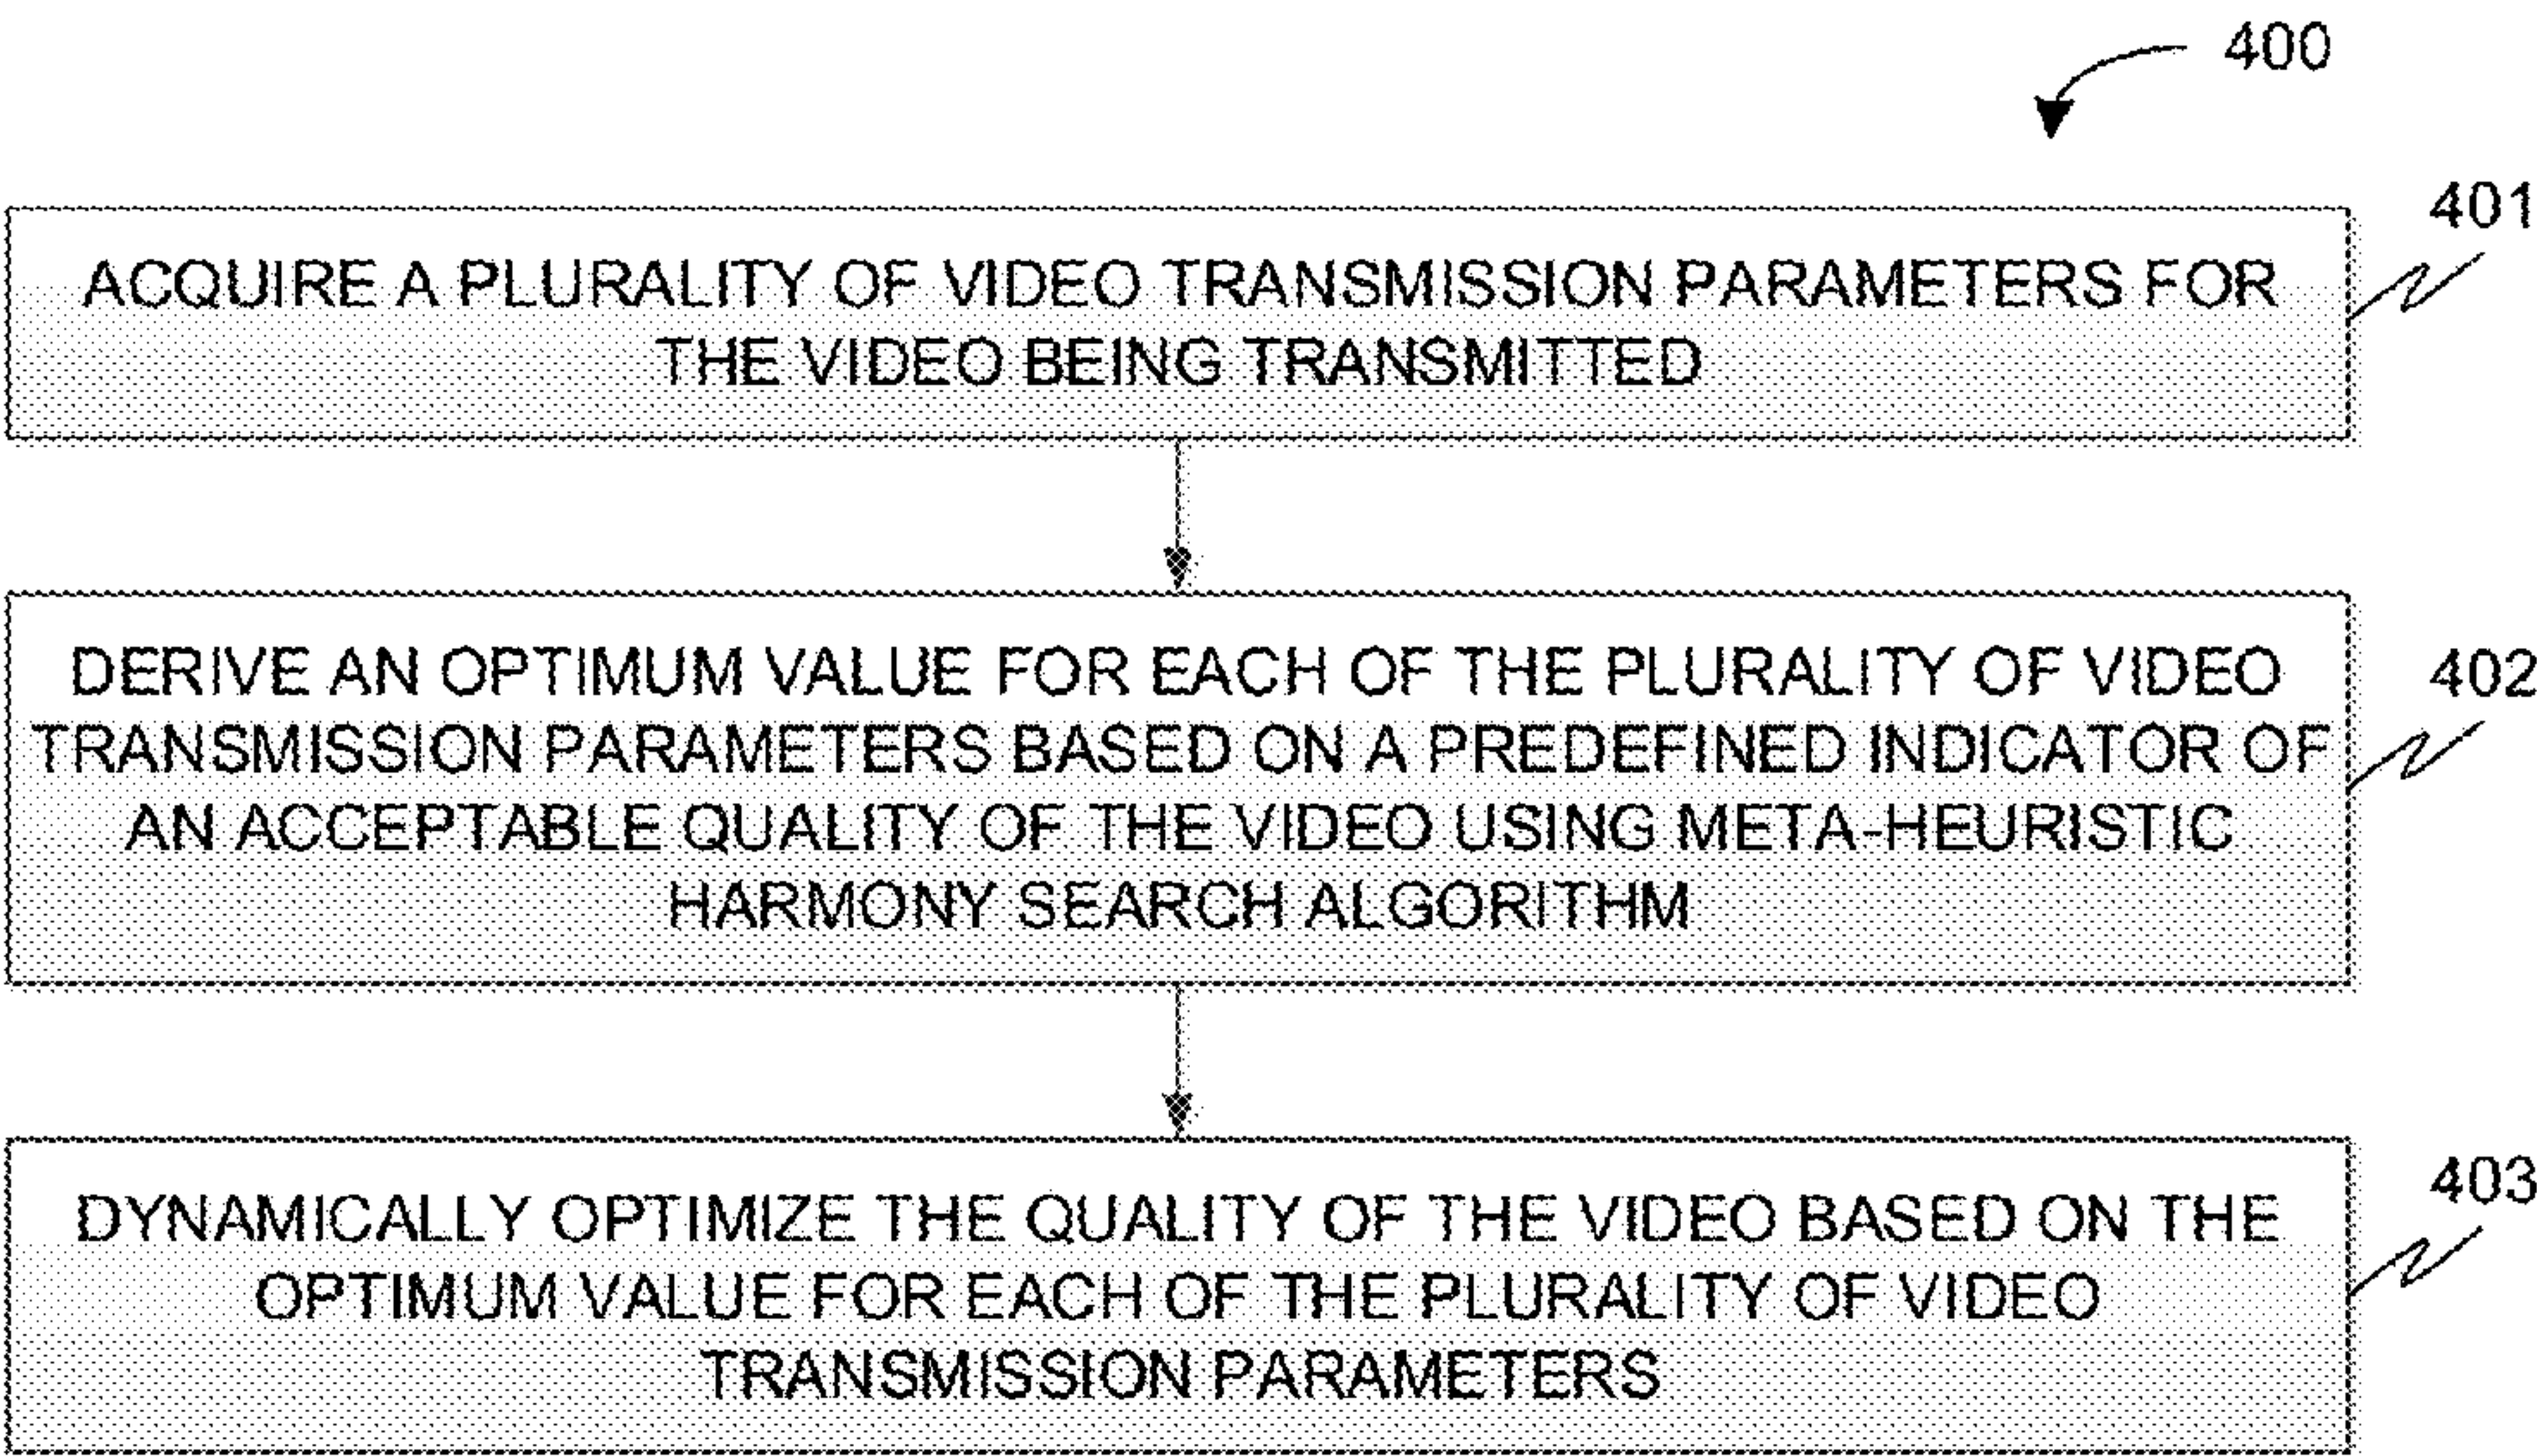 400
401
ACQUIRE A PLURALITY OF VIDEO TRANSMISSION PARAMETERS FOR
THE VIDEO BEING TRANSMITTED
402
DERIVE AN OPTIMUM VALUE FOR EACH OF THE PLURALITY OF VIDEO
TRANSMISSION PARAMETERS BASED ON A PREDEFINED INDICATOR OF
AN ACCEPTABLE QUALITY OF THE VIDEO USING META-HEURISTIC
HARMONY SEARCH ALGORITHM
403
DYNAMICALLY OPTIMIZE THE QUALITY OF THE VIDEO BASED ON THE
OPTIMUM VALUE FOR EACH OF THE PLURALITY OF VIDEO
TRANSMISSION PARAMETERS